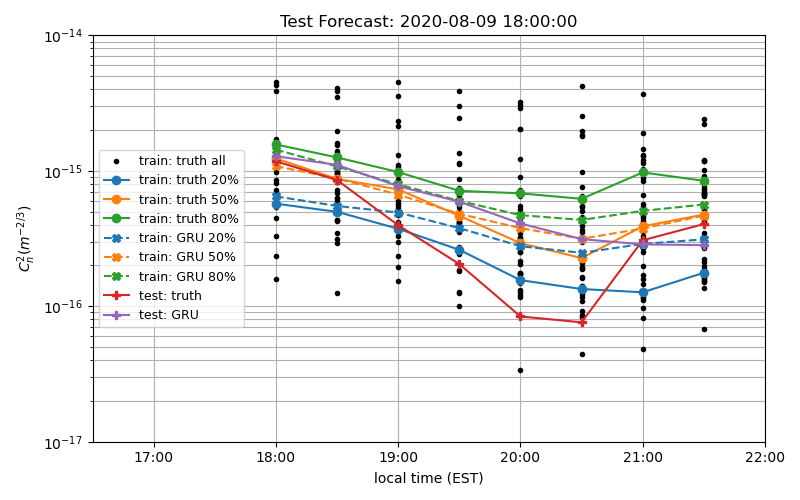 Test Forecast: 2020-08-09 18:00:00
10⁻¹⁴
10⁻¹⁵
10⁻¹⁶
10⁻¹⁷
C_n^2(m^{-2/3})
train: truth all
train: truth 20%
train: truth 50%
train: truth 80%
train: GRU 20%
train: GRU 50%
train: GRU 80%
test: truth
test: GRU
17:00 18:00 19:00 20:00 21:00 22:00
local time (EST)